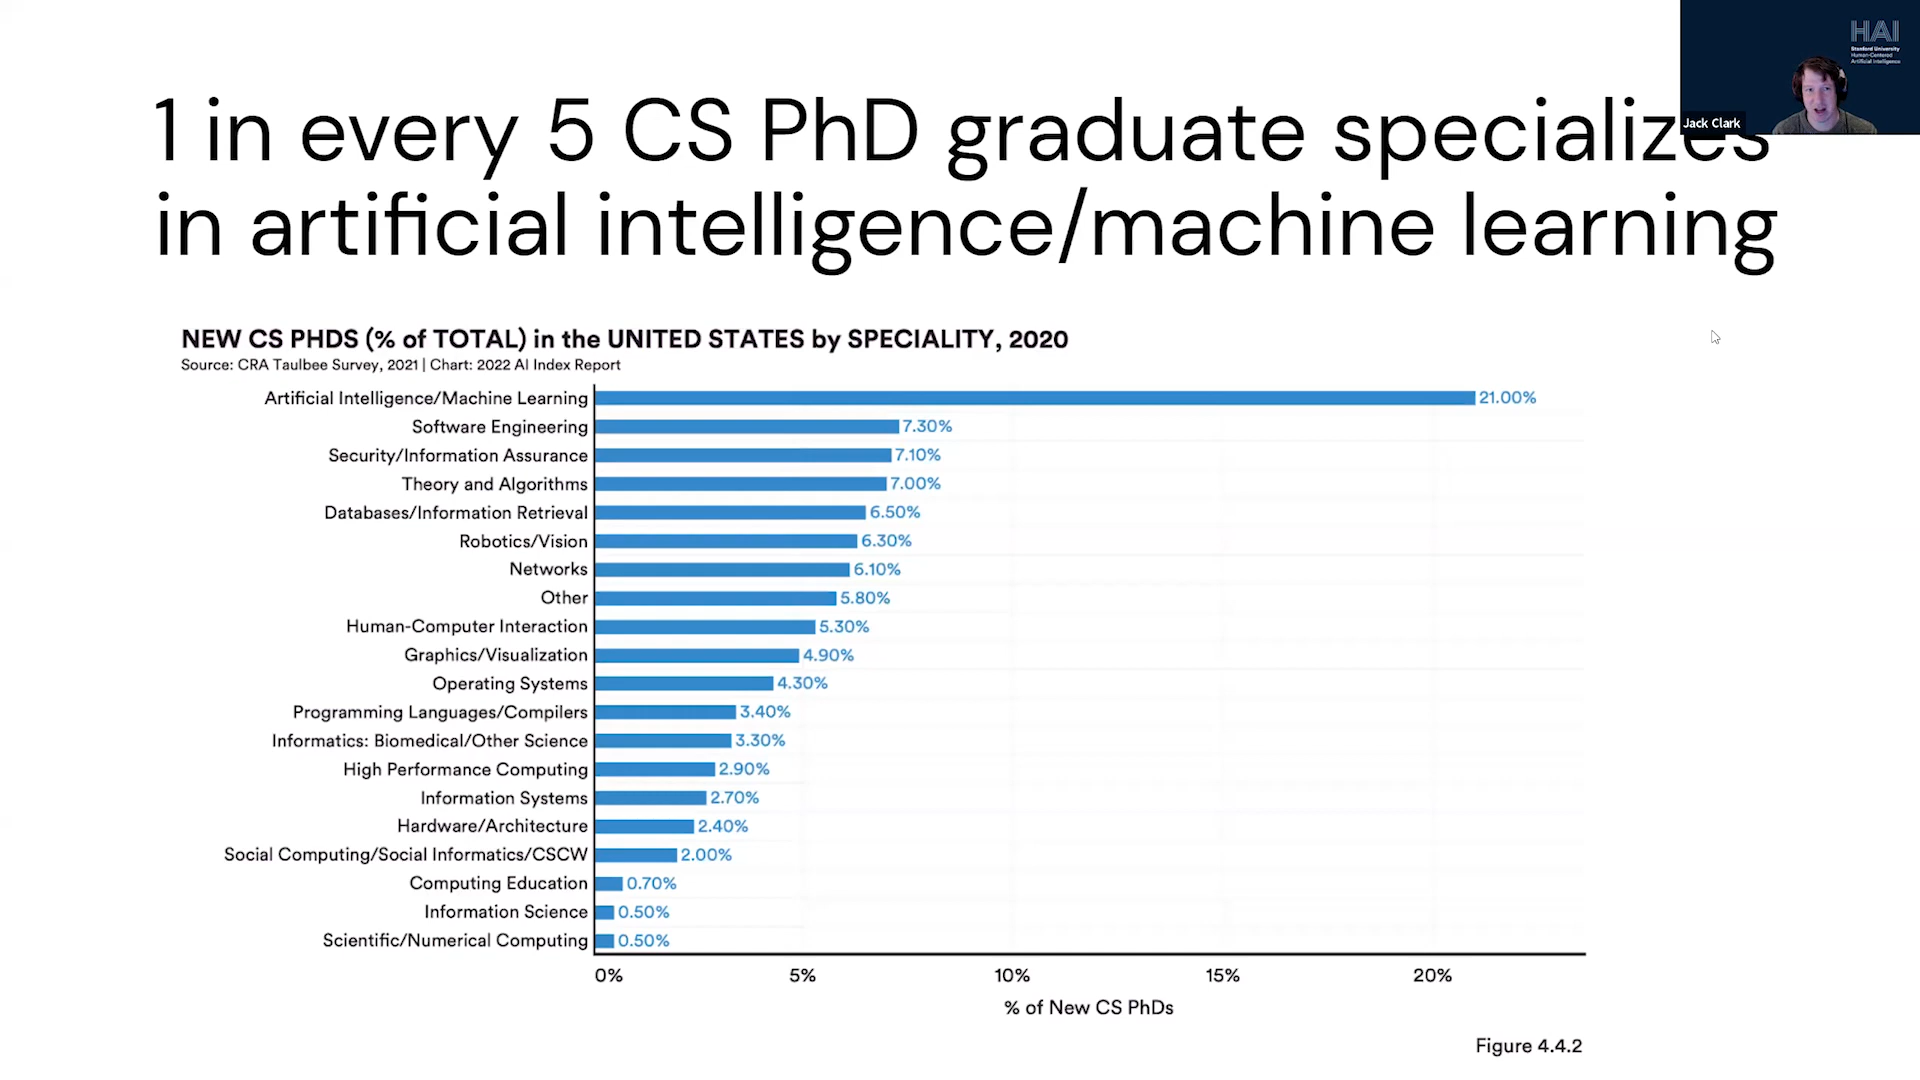 1 in every 5 CS PhD graduate specializes
in artificial intelligence/machine learning
HAI
Stanford University
Human-Centered
Artificial Intelligence
Jack Clark
NEW CS PHDS (% of TOTAL) in the UNITED STATES by SPECIALITY, 2020
Source: CRA Taulbee Survey, 2021 | Chart: 2022 AI Index Report
Artificial Intelligence/Machine Learning 21.00%
Software Engineering 7.30%
Security/Information Assurance 7.10%
Theory and Algorithms 7.00%
Databases/Information Retrieval 6.50%
Robotics/Vision 6.30%
Networks 6.10%
Other 5.80%
Human-Computer Interaction 5.30%
Graphics/Visualization 4.90%
Operating Systems 4.30%
Programming Languages/Compilers 3.40%
Informatics: Biomedical/Other Science 3.30%
High Performance Computing 2.90%
Information Systems 2.70%
Hardware/Architecture 2.40%
Social Computing/Social Informatics/CSCW 2.00%
Computing Education 0.70%
Information Science 0.50%
Scientific/Numerical Computing 0.50%
0% 5% 10% 15% 20%
% of New CS PhDs
Figure 4.4.2